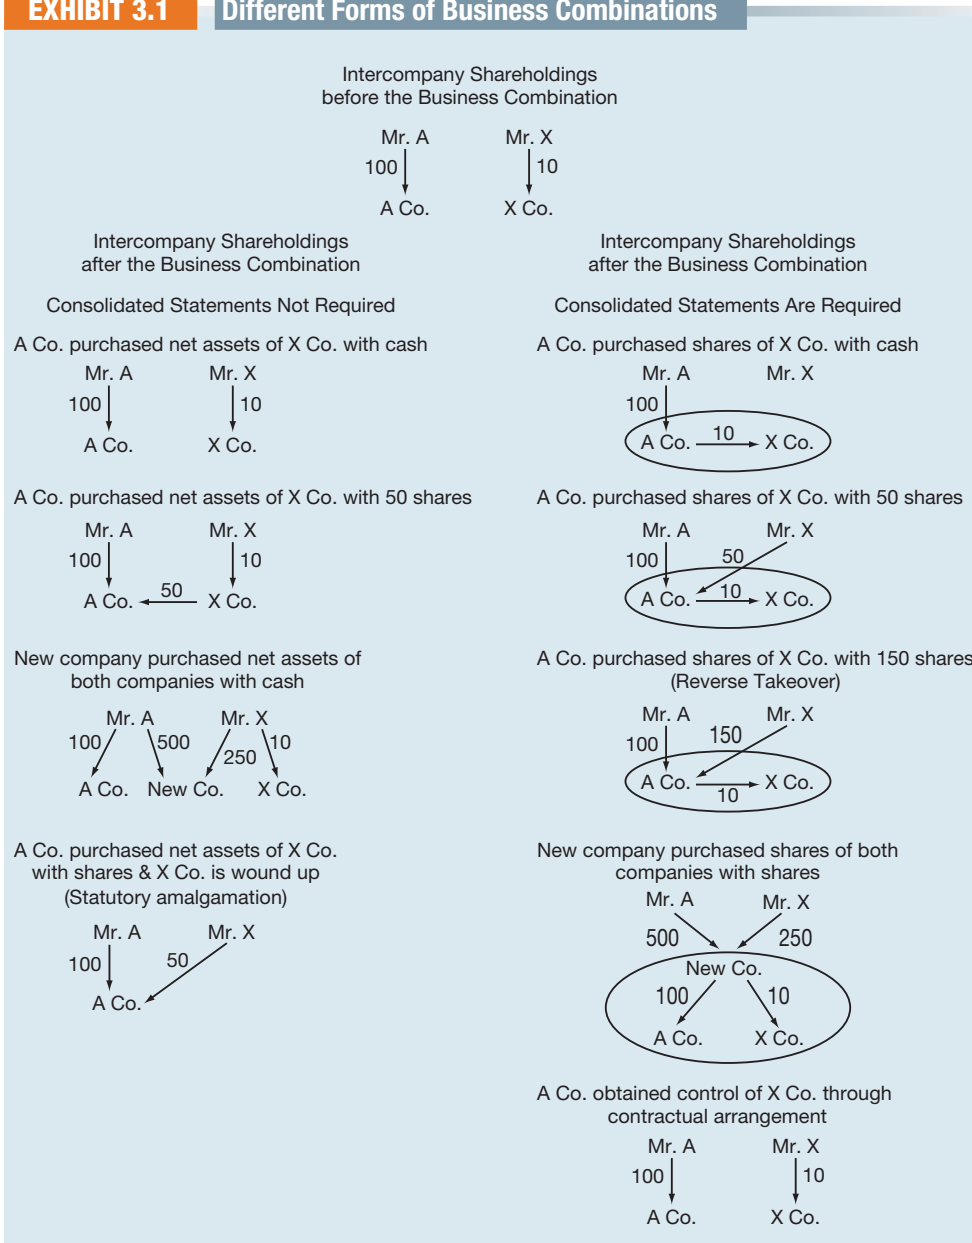 EXHIBIT 3.1 Different Forms of Business Combinations
Intercompany Shareholdings
before the Business Combination
Mr. A Mr. X
100 10
A Co. X Co.
Intercompany Shareholdings
after the Business Combination
Consolidated Statements Not Required
A Co. purchased net assets of X Co. with cash
Mr. A Mr. X
100 10
A Co. X Co.
A Co. purchased net assets of X Co. with 50 shares
Mr. A Mr. X
100 10
50
A Co. X Co.
New company purchased net assets of
both companies with cash
Mr. A Mr. X
100 500 250 10
A Co. New Co. X Co.
A Co. purchased net assets of X Co.
with shares & X Co. is wound up
(Statutory amalgamation)
Mr. A Mr. X
100 50
A Co.
Intercompany Shareholdings
after the Business Combination
Consolidated Statements Are Required
A Co. purchased shares of X Co. with cash
Mr. A Mr. X
100
A Co. 10 X Co.
A Co. purchased shares of X Co. with 50 shares
Mr. A Mr. X
100 50
A Co. 10 X Co.
A Co. purchased shares of X Co. with 150 shares
(Reverse Takeover)
Mr. A Mr. X
100 150
A Co. X Co.
10
New company purchased shares of both
companies with shares
Mr. A Mr. X
500 250
New Co.
100 10
A Co. X Co.
A Co. obtained control of X Co. through
contractual arrangement
Mr. A Mr. X
100 10
A Co. X Co.